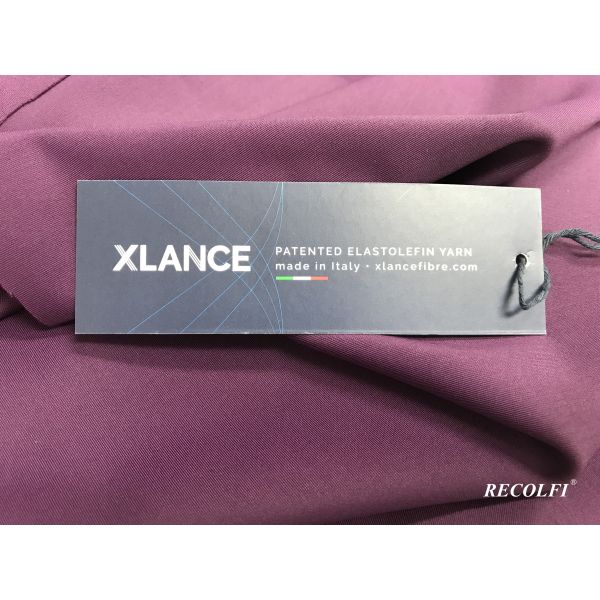 XLANCE
PATENTED ELASTOLEFIN YARN
made in Italy • xlancefibre.com
RECOLFI®